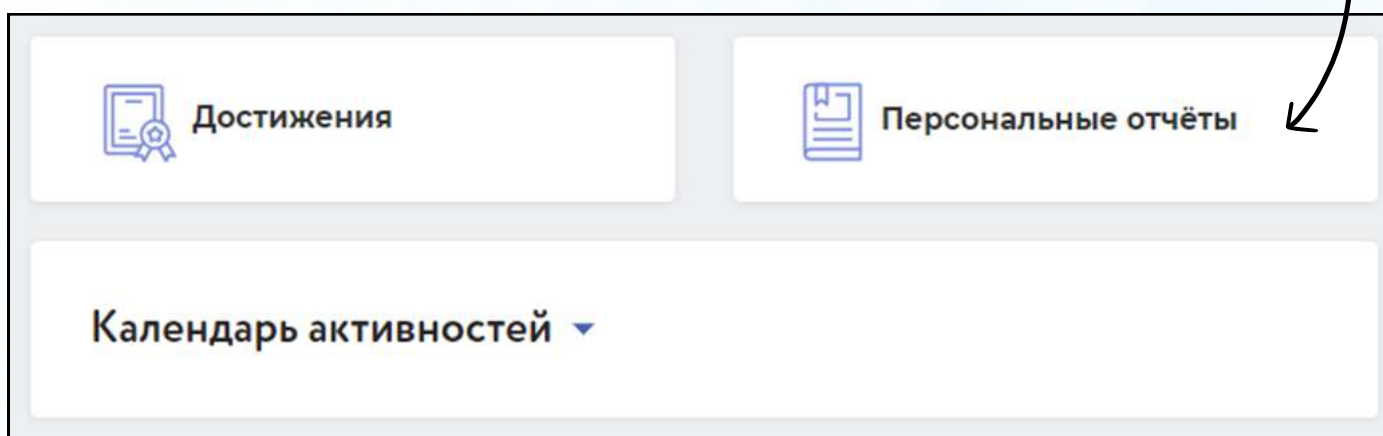 Достижения
Персональные отчёты
Календарь активностей